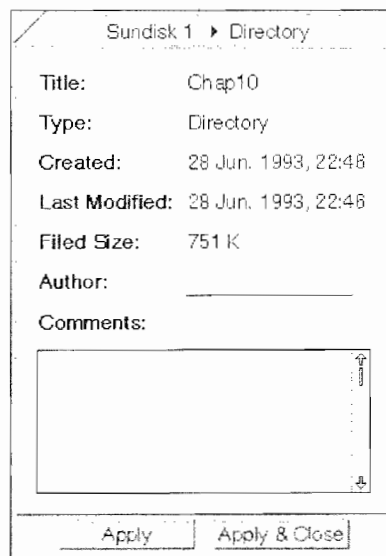 Sundisk 1 ▸ Directory
Title: Chap10
Type: Directory
Created: 28 Jun. 1993, 22:46
Last Modified: 28 Jun. 1993, 22:46
Filed Size: 751 K
Author:
Comments:
Apply Apply & Close